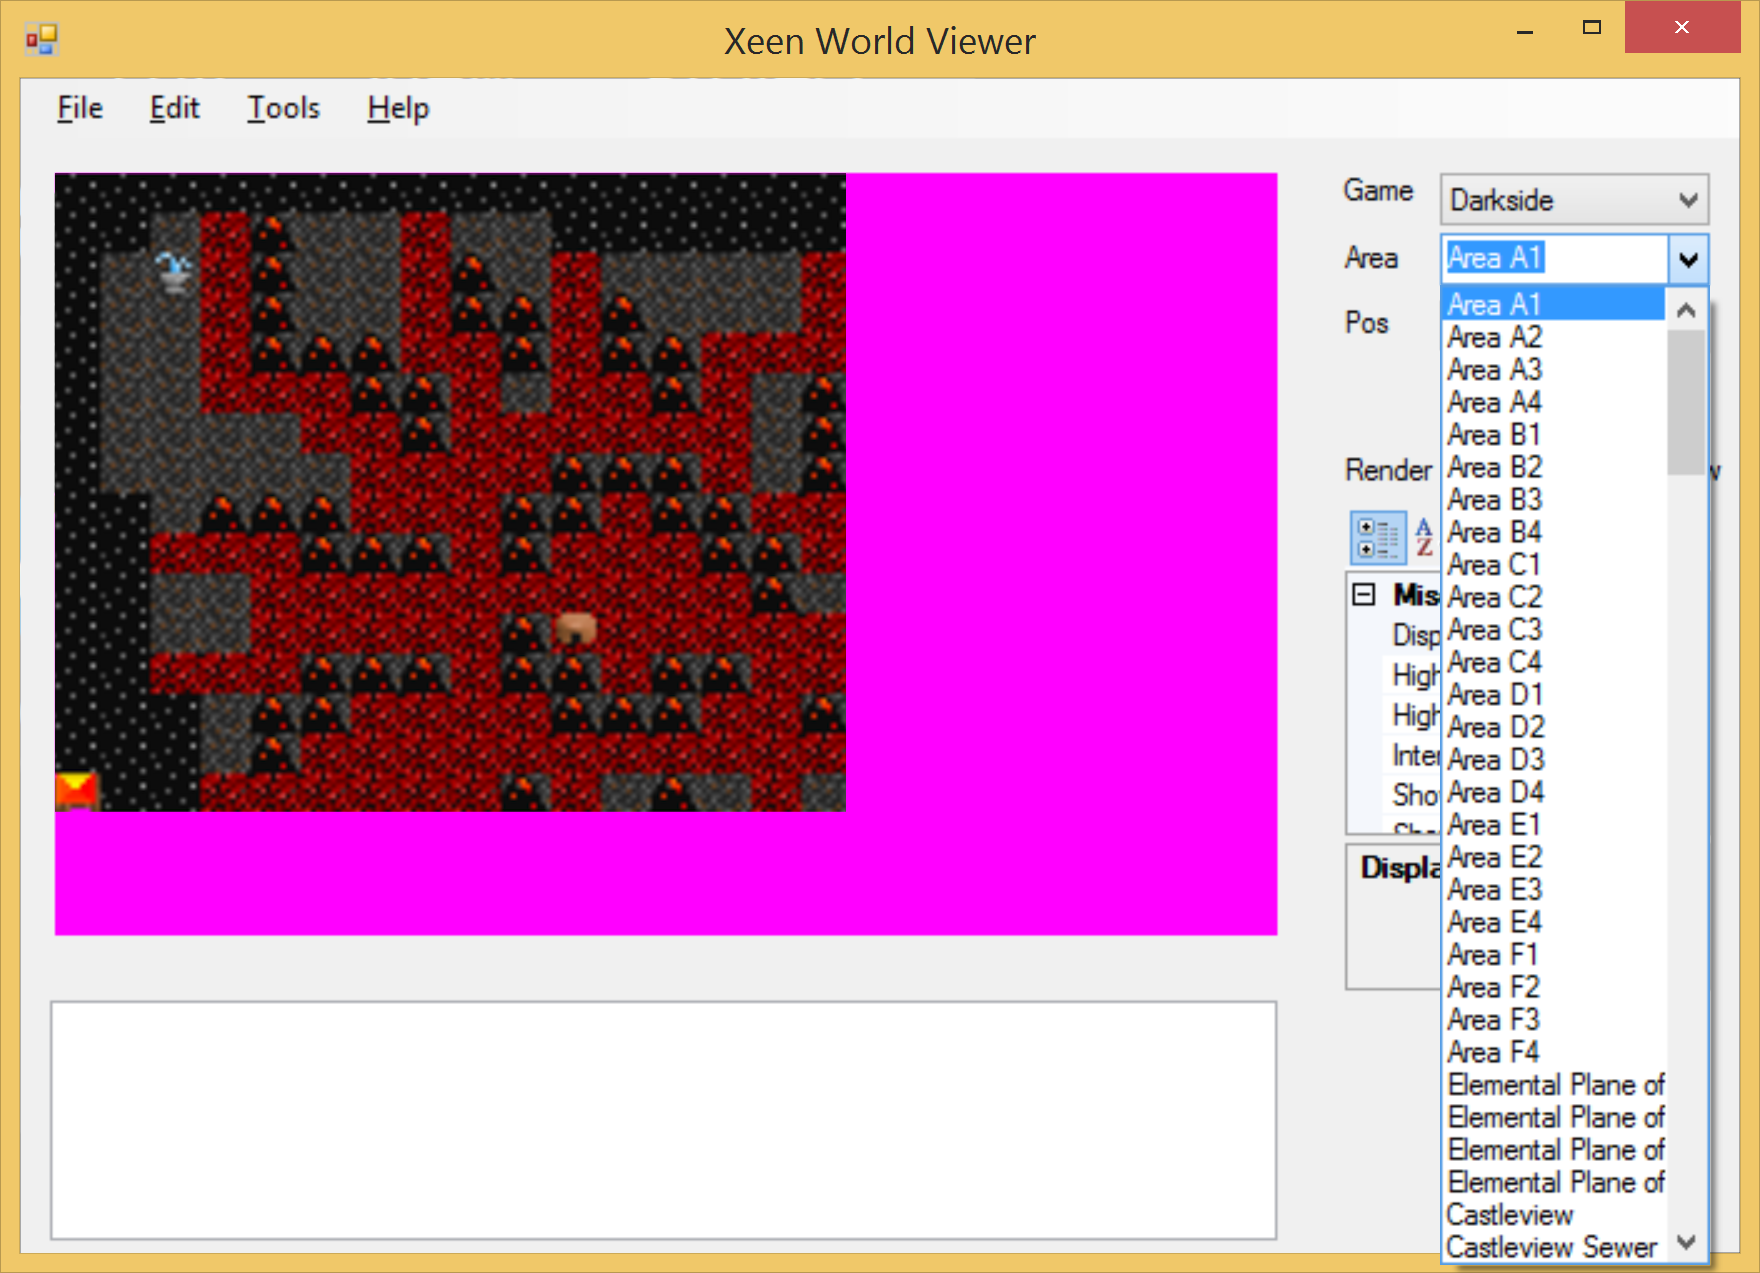 Xeen World Viewer
File Edit Tools Help
Game Darkside
Area Area A1
Pos
Render
Mis
Disp
High
High
Inter
Sho
Displa
Area A1
Area A2
Area A3
Area A4
Area B1
Area B2
Area B3
Area B4
Area C1
Area C2
Area C3
Area C4
Area D1
Area D2
Area D3
Area D4
Area E1
Area E2
Area E3
Area E4
Area F1
Area F2
Area F3
Area F4
Elemental Plane of
Elemental Plane of
Elemental Plane of
Elemental Plane of
Castleview
Castleview Sewer